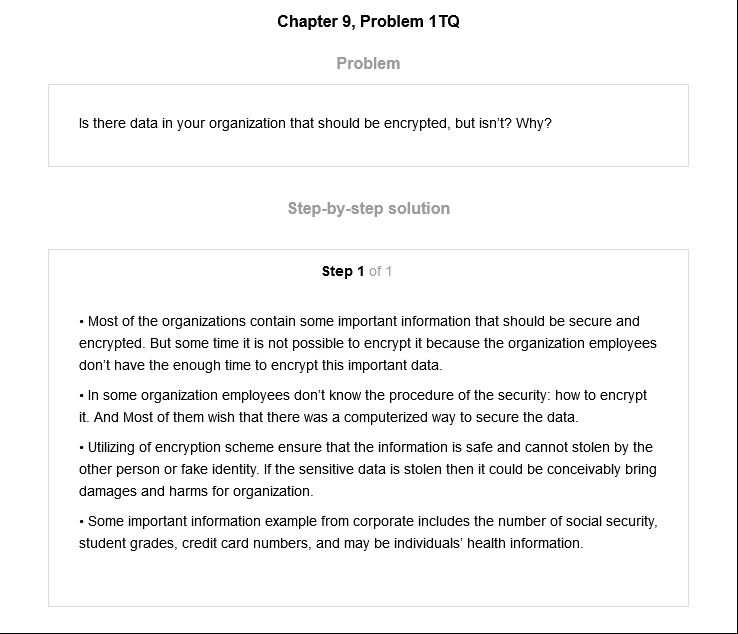 Chapter 9, Problem 1TQ
Problem
Is there data in your organization that should be encrypted, but isn't? Why?
Step-by-step solution
Step 1 of 1
• Most of the organizations contain some important information that should be secure and
encrypted. But some time it is not possible to encrypt it because the organization employees
don't have the enough time to encrypt this important data.
• In some organization employees don't know the procedure of the security: how to encrypt
it. And Most of them wish that there was a computerized way to secure the data.
• Utilizing of encryption scheme ensure that the information is safe and cannot stolen by the
other person or fake identity. If the sensitive data is stolen then it could be conceivably bring
damages and harms for organization.
• Some important information example from corporate includes the number of social security,
student grades, credit card numbers, and may be individuals' health information.